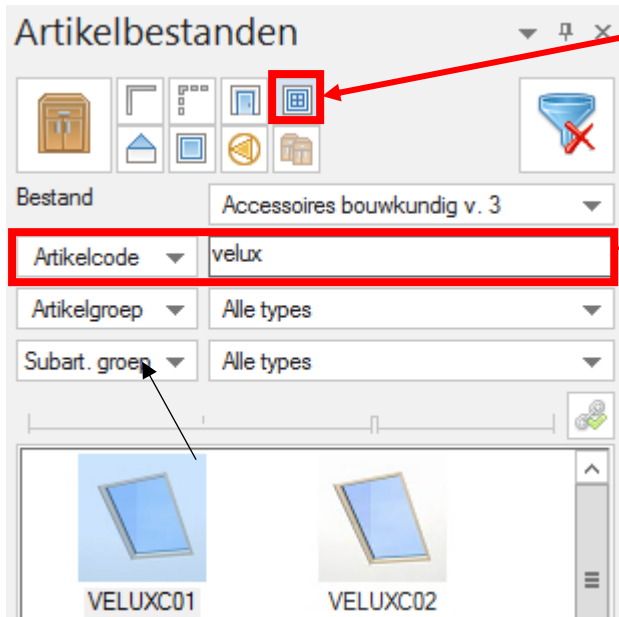 Artikelbestanden
Bestand Accessoires bouwkundig v. 3
Artikelcode velux
Artikelgroep Alle types
Subart. groep Alle types
VELUXC01 VELUXC02